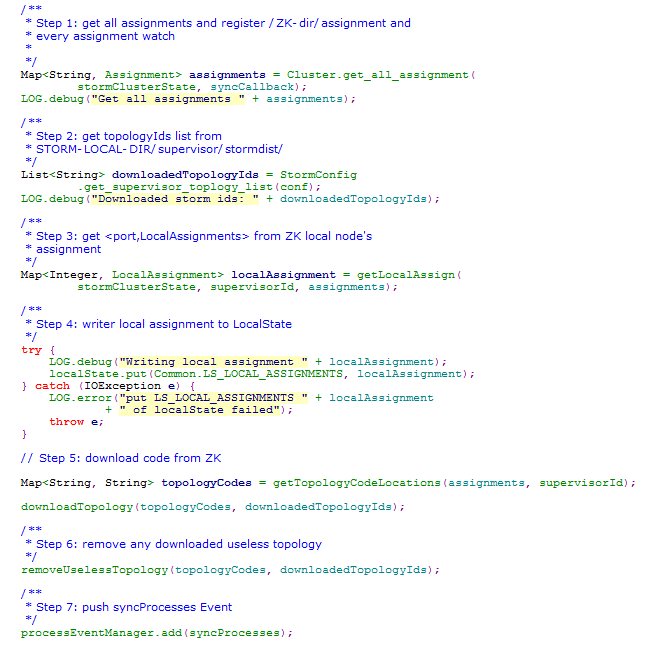 /**
 * Step 1: get all assignments and register /ZK-dir/assignment and
 * every assignment watch
 *
 */
Map<String, Assignment> assignments = Cluster.get_all_assignment(
        stormClusterState, syncCallback);
LOG.debug("Get all assignments " + assignments);
/**
 * Step 2: get topologyIds list from
 * STORM-LOCAL-DIR/supervisor/stormdist/
 */
List<String> downloadedTopologyIds = StormConfig
        .get_supervisor_toplogy_list(conf);
LOG.debug("Downloaded storm ids: " + downloadedTopologyIds);
/**
 * Step 3: get <port,LocalAssignments> from ZK local node's
 * assignment
 */
Map<Integer, LocalAssignment> localAssignment = getLocalAssign(
        stormClusterState, supervisorId, assignments);
/**
 * Step 4: writer local assignment to LocalState
 */
try {
    LOG.debug("Writing local assignment " + localAssignment);
    localState.put(Common.LS_LOCAL_ASSIGNMENTS, localAssignment);
} catch (IOException e) {
    LOG.error("put LS_LOCAL_ASSIGNMENTS " + localAssignment
            + " of localState failed");
    throw e;
}
// Step 5: download code from ZK
Map<String, String> topologyCodes = getTopologyCodeLocations(assignments, supervisorId);
downloadTopology(topologyCodes, downloadedTopologyIds);
/**
 * Step 6: remove any downloaded useless topology
 */
removeUselessTopology(topologyCodes, downloadedTopologyIds);
/**
 * Step 7: push syncProcesses Event
 */
processEventManager.add(syncProcesses);